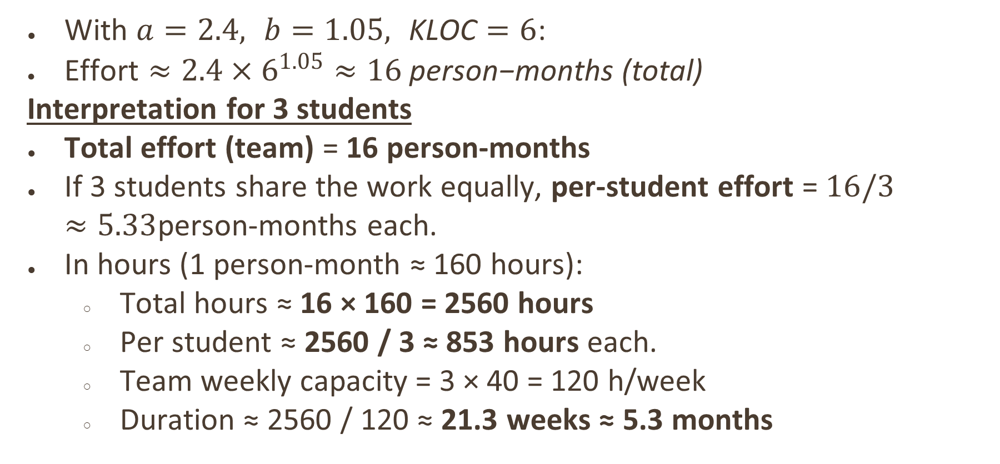 • With a = 2.4, b = 1.05, KLOC = 6:
• Effort ≈ 2.4 × 6^1.05 ≈ 16 person−months (total)
Interpretation for 3 students
• Total effort (team) = 16 person-months
• If 3 students share the work equally, per-student effort = 16/3
≈ 5.33person-months each.
• In hours (1 person-month ≈ 160 hours):
○ Total hours ≈ 16 × 160 = 2560 hours
○ Per student ≈ 2560 / 3 ≈ 853 hours each.
○ Team weekly capacity = 3 × 40 = 120 h/week
○ Duration ≈ 2560 / 120 ≈ 21.3 weeks ≈ 5.3 months